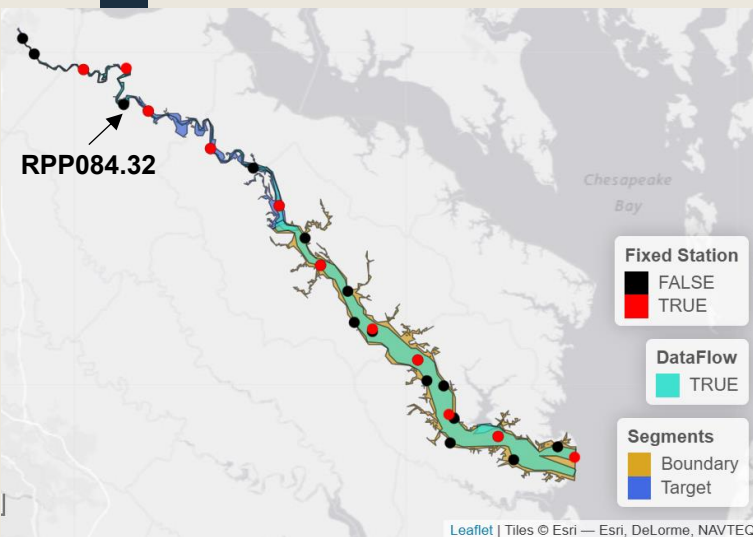 RPP084.32
Chesapeake
Bay
Fixed Station
FALSE
TRUE
DataFlow
TRUE
Segments
Boundary
Target
Leaflet | Tiles © Esri — Esri, DeLorme, NAVTEQ